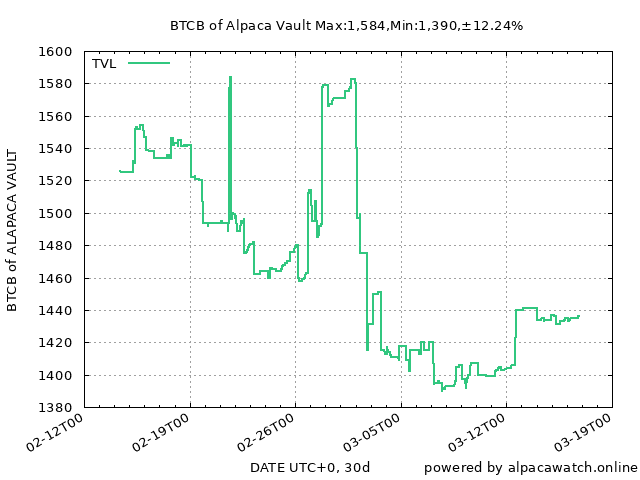 BTCB of Alpaca Vault Max:1,584,Min:1,390,±12.24%
TVL
1600
1580
1560
1540
1520
1500
1480
1460
1440
1420
1400
1380
BTCB of ALAPACA VAULT
02-12T00
02-19T00
02-26T00
03-05T00
03-12T00
03-19T00
DATE UTC+0, 30d
powered by alpacawatch.online